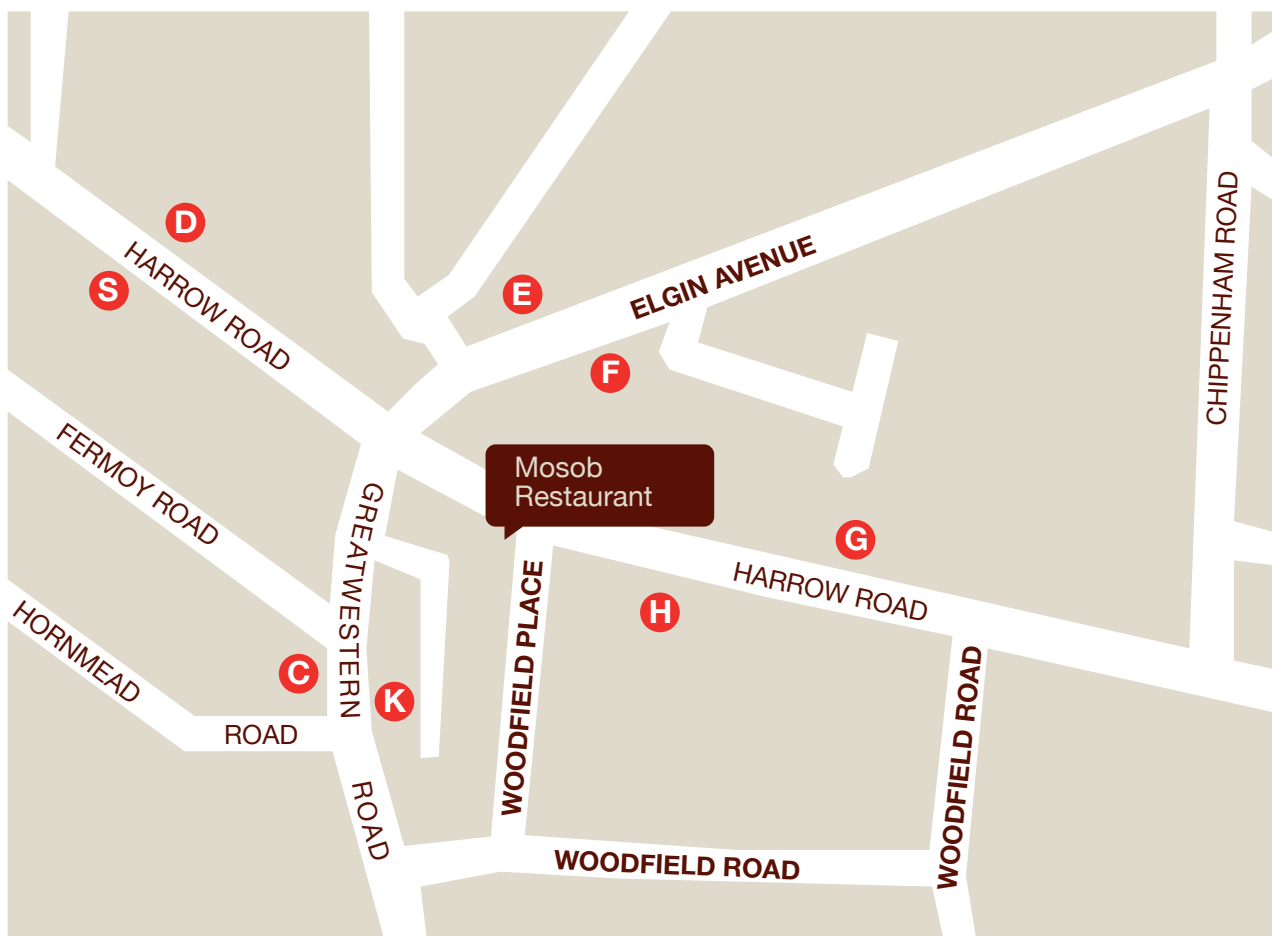 D
S
HARROW ROAD
E
ELGIN AVENUE
CHIPPENHAM ROAD
F
FERMOY ROAD
Mosob
Restaurant
GREATWESTERN
G
HARROW ROAD
H
WOODFIELD PLACE
HORNMEAD
C
K
ROAD
ROAD
WOODFIELD ROAD
WOODFIELD ROAD